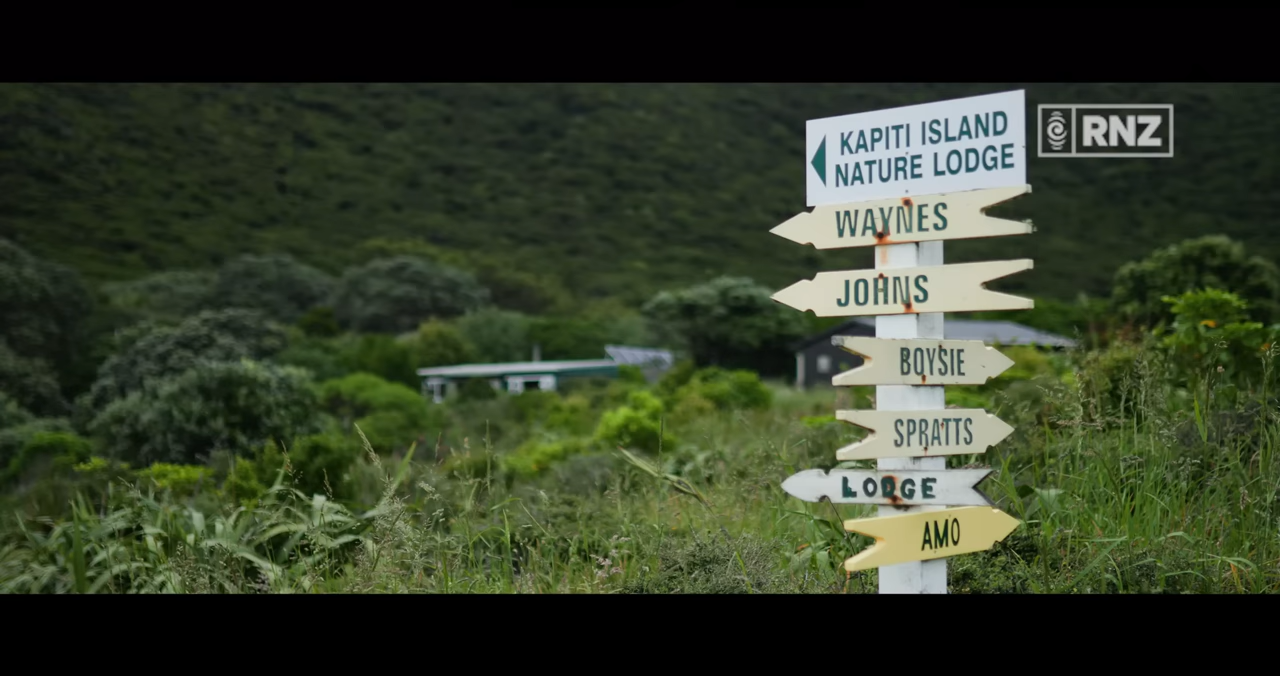 KAPITI ISLAND
NATURE LODGE
RNZ
WAYNES
JOHNS
BOYSIE
SPRATTS
LODGE
AMO